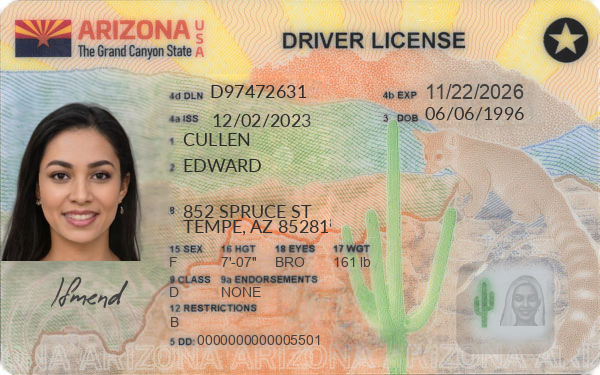 ARIZONA USA
The Grand Canyon State
DRIVER LICENSE
4d DLN D97472631
4b EXP 11/22/2026
4a ISS 12/02/2023
3 DOB 06/06/1996
1 CULLEN
2 EDWARD
8 852 SPRUCE ST
TEMPE, AZ 85281
15 SEX 16 HGT 18 EYES 17 WGT
F 7'-07" BRO 161 lb
9 CLASS 9a ENDORSEMENTS
D NONE
12 RESTRICTIONS
B
5 DD: 0000000000005501
ARIZONA ARIZONA ARIZONA ARIZONA